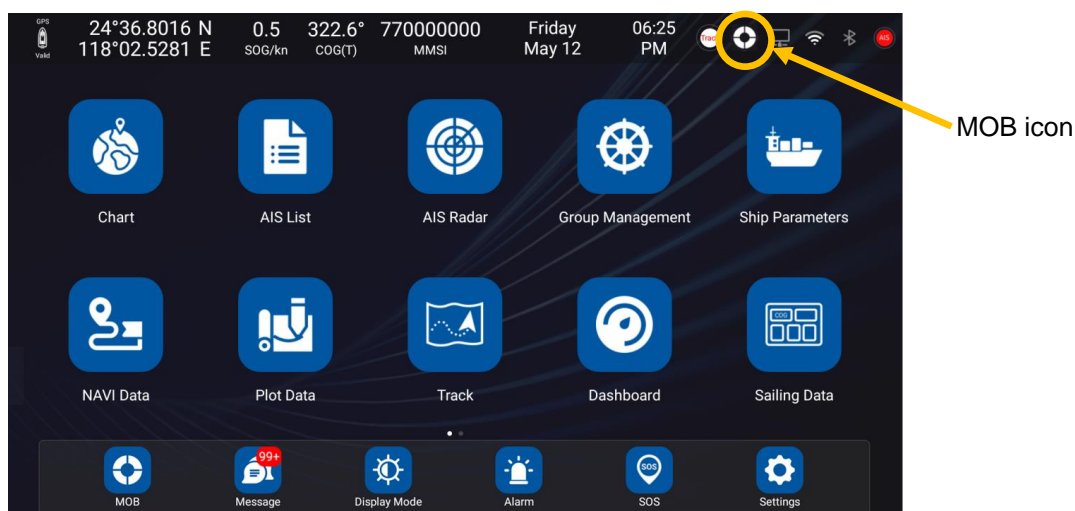 GPS
Valid
24°36.8016 N
118°02.5281 E
0.5
SOG/kn
322.6°
COG(T)
770000000
MMSI
Friday
May 12
06:25
PM
Trac
AIS
MOB icon
Chart
AIS List
AIS Radar
Group Management
Ship Parameters
COG
NAVI Data
Plot Data
Track
Dashboard
Sailing Data
99+
SOS
MOB
Message
Display Mode
Alarm
SOS
Settings